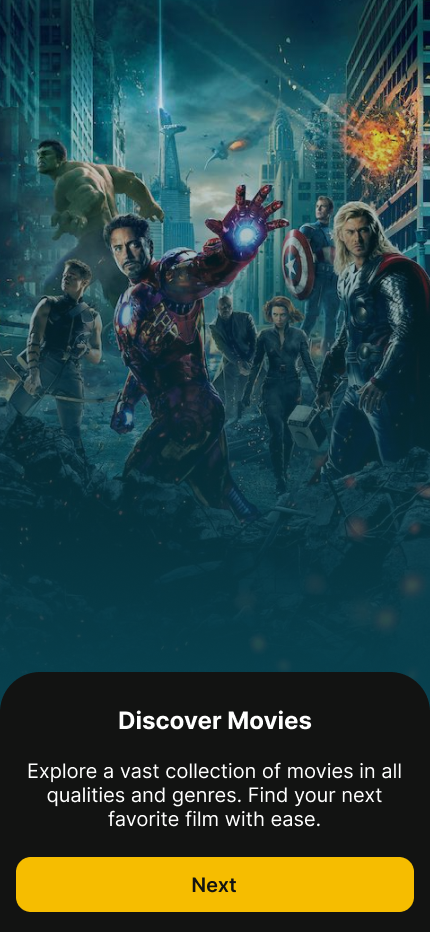 Discover Movies
Explore a vast collection of movies in all
qualities and genres. Find your next
favorite film with ease.
Next